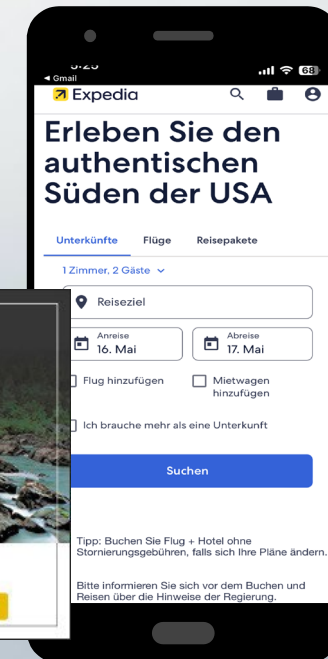 5:25
◄ Gmail
68
Expedia
Erleben Sie den
authentischen
Süden der USA
Unterkünfte Flüge Reisepakete
1 Zimmer, 2 Gäste
Reiseziel
Anreise
16. Mai
Abreise
17. Mai
Flug hinzufügen
Mietwagen
hinzufügen
Ich brauche mehr als eine Unterkunft
Suchen
Tipp: Buchen Sie Flug + Hotel ohne
Stornierungsgebühren, falls sich Ihre Pläne ändern.
Bitte informieren Sie sich vor dem Buchen und
Reisen über die Hinweise der Regierung.